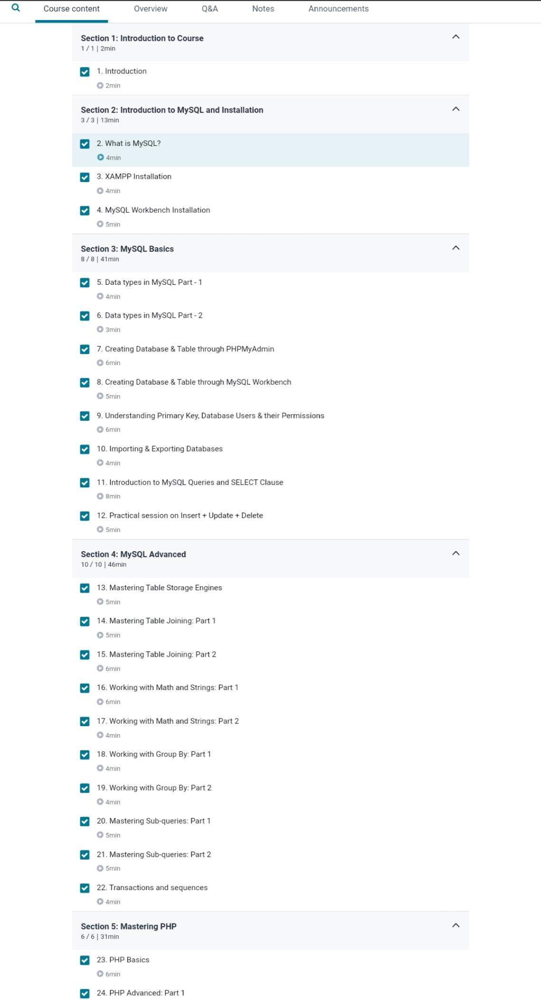 Course content Overview Q&A Notes Announcements
Section 1: Introduction to Course
1 / 1 | 2min
1. Introduction
2min
Section 2: Introduction to MySQL and Installation
3 / 3 | 13min
2. What is MySQL?
4min
3. XAMPP Installation
4min
4. MySQL Workbench Installation
5min
Section 3: MySQL Basics
8 / 8 | 41min
5. Data types in MySQL Part - 1
4min
6. Data types in MySQL Part - 2
3min
7. Creating Database & Table through PHPMyAdmin
6min
8. Creating Database & Table through MySQL Workbench
5min
9. Understanding Primary Key, Database Users & their Permissions
6min
10. Importing & Exporting Databases
4min
11. Introduction to MySQL Queries and SELECT Clause
8min
12. Practical session on Insert + Update + Delete
5min
Section 4: MySQL Advanced
10 / 10 | 46min
13. Mastering Table Storage Engines
5min
14. Mastering Table Joining: Part 1
5min
15. Mastering Table Joining: Part 2
6min
16. Working with Math and Strings: Part 1
6min
17. Working with Math and Strings: Part 2
4min
18. Working with Group By: Part 1
4min
19. Working with Group By: Part 2
4min
20. Mastering Sub-queries: Part 1
5min
21. Mastering Sub-queries: Part 2
5min
22. Transactions and sequences
4min
Section 5: Mastering PHP
6 / 6 | 31min
23. PHP Basics
6min
24. PHP Advanced: Part 1